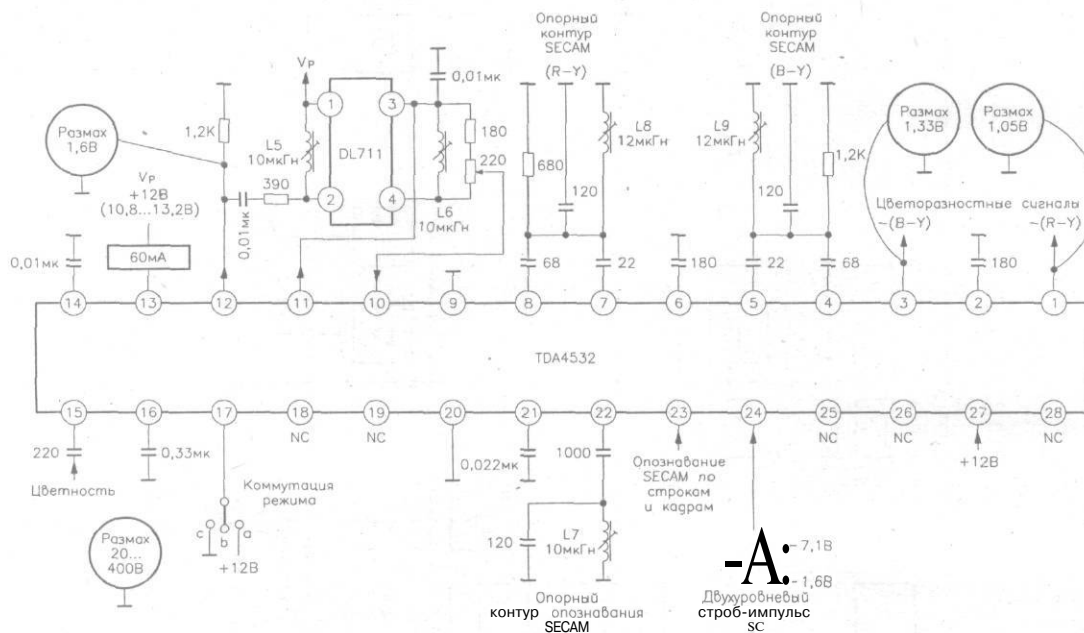 Опорный
контур
SECAM
(R-Y)
Опорный
контур
SECAM
(B-Y)
Vp
0,01мк
Размах
1,6В
1,2К
L5
10мкГн
1
3
DL711
2
4
180
220
L6
10мкГн
390
0,01мк
680
120
L8
12мкГн
L9
12мкГн
120
1,2К
Размах
1,33В
Размах
1,05В
Vp
+12В
(10,8...13,2В)
60мА
0,01мк
68
22
180
22
68
Цветоразностные сигналы
-(B-Y)
-(R-Y)
180
14
13
12
11
10
9
8
7
6
5
4
3
2
1
TDA4532
15
16
17
18
19
20
21
22
23
24
25
26
27
28
NC
NC
NC
NC
NC
220
Цветность
0,33мк
Коммутация
режима
c
b
a
+12В
Размах
20...
400В
0,022мк
1000
120
L7
10мкГн
Опорный
контур опознавания
SECAM
Опознавание
SECAM по
строкам
и кадрам
+12В
-А:
-7,1В
-1,6В
Двухуровневый
строб-импульс
SC